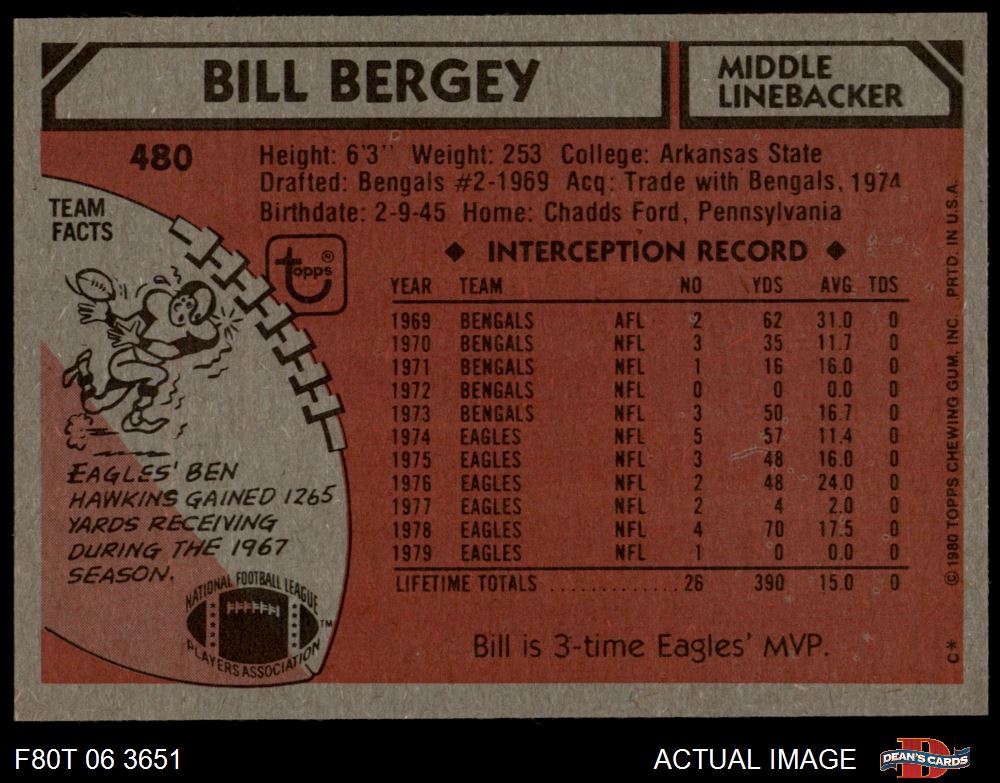 BILL BERGEY
MIDDLE
LINEBACKER
480
Height: 6'3" Weight: 253 College: Arkansas State
Drafted: Bengals #2-1969 Acq: Trade with Bengals, 1974
Birthdate: 2-9-45 Home: Chadds Ford, Pennsylvania
TEAM
FACTS
topps ®
◆ INTERCEPTION RECORD ◆
YEAR TEAM NO YDS AVG TDS
1969 BENGALS AFL 2 62 31.0 0
1970 BENGALS NFL 3 35 11.7 0
1971 BENGALS NFL 1 16 16.0 0
1972 BENGALS NFL 0 0 0.0 0
1973 BENGALS NFL 3 50 16.7 0
1974 EAGLES NFL 5 57 11.4 0
1975 EAGLES NFL 3 48 16.0 0
1976 EAGLES NFL 2 48 24.0 0
1977 EAGLES NFL 2 4 2.0 0
1978 EAGLES NFL 4 70 17.5 0
1979 EAGLES NFL 1 0 0.0 0
LIFETIME TOTALS .............26 390 15.0 0
Bill is 3-time Eagles' MVP.
EAGLES' BEN
HAWKINS GAINED 1265
YARDS RECEIVING
DURING THE 1967
SEASON.
NATIONAL FOOTBALL LEAGUE
PLAYERS ASSOCIATION TM
C* © 1980 TOPPS CHEWING GUM, INC. PRTD. IN U.S.A.
F80T 06 3651
ACTUAL IMAGE
DEAN'S CARDS